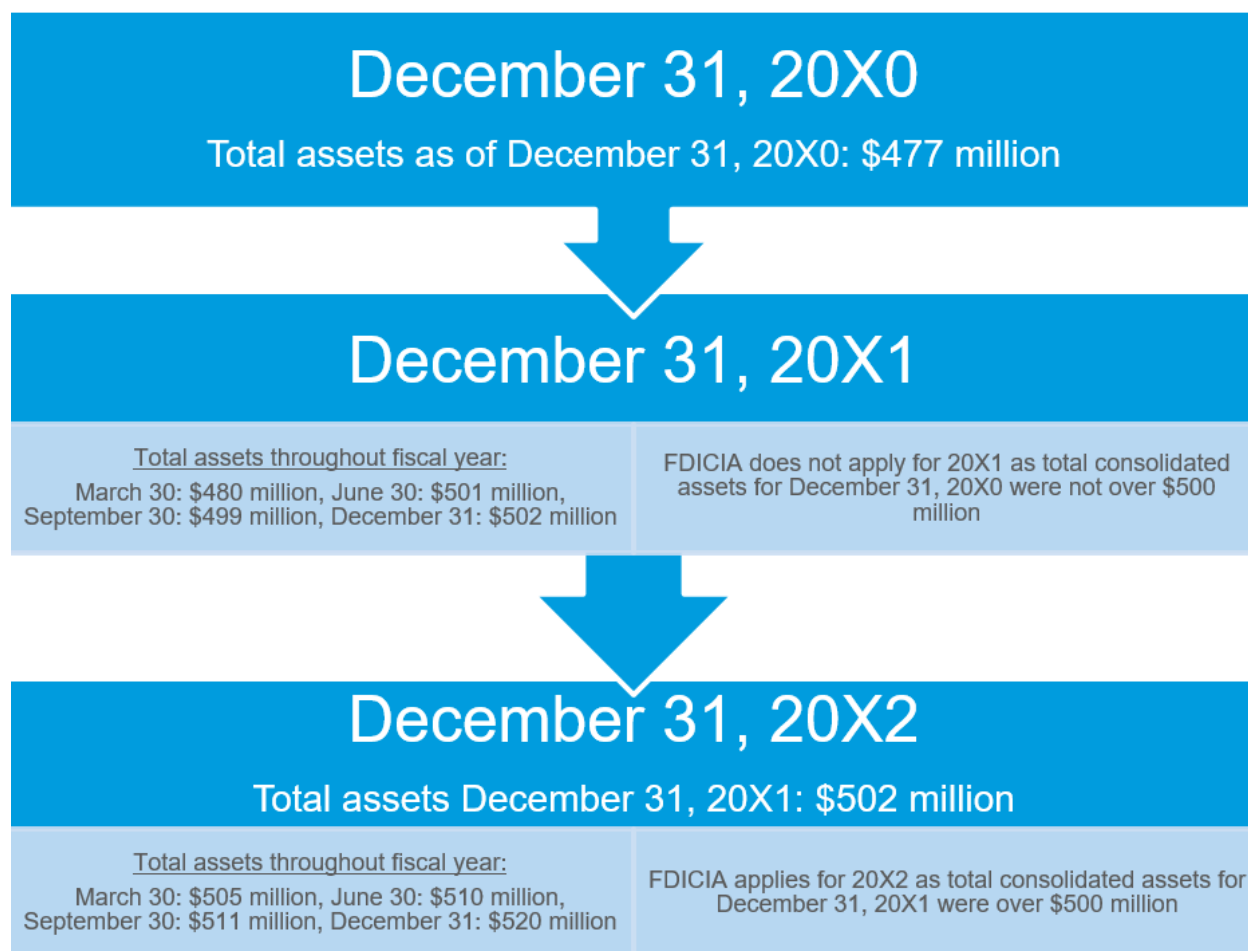 December 31, 20X0
Total assets as of December 31, 20X0: $477 million
December 31, 20X1
Total assets throughout fiscal year:
March 30: $480 million, June 30: $501 million,
September 30: $499 million, December 31: $502 million
FDICIA does not apply for 20X1 as total consolidated
assets for December 31, 20X0 were not over $500
million
December 31, 20X2
Total assets December 31, 20X1: $502 million
Total assets throughout fiscal year:
March 30: $505 million, June 30: $510 million,
September 30: $511 million, December 31: $520 million
FDICIA applies for 20X2 as total consolidated assets for
December 31, 20X1 were over $500 million